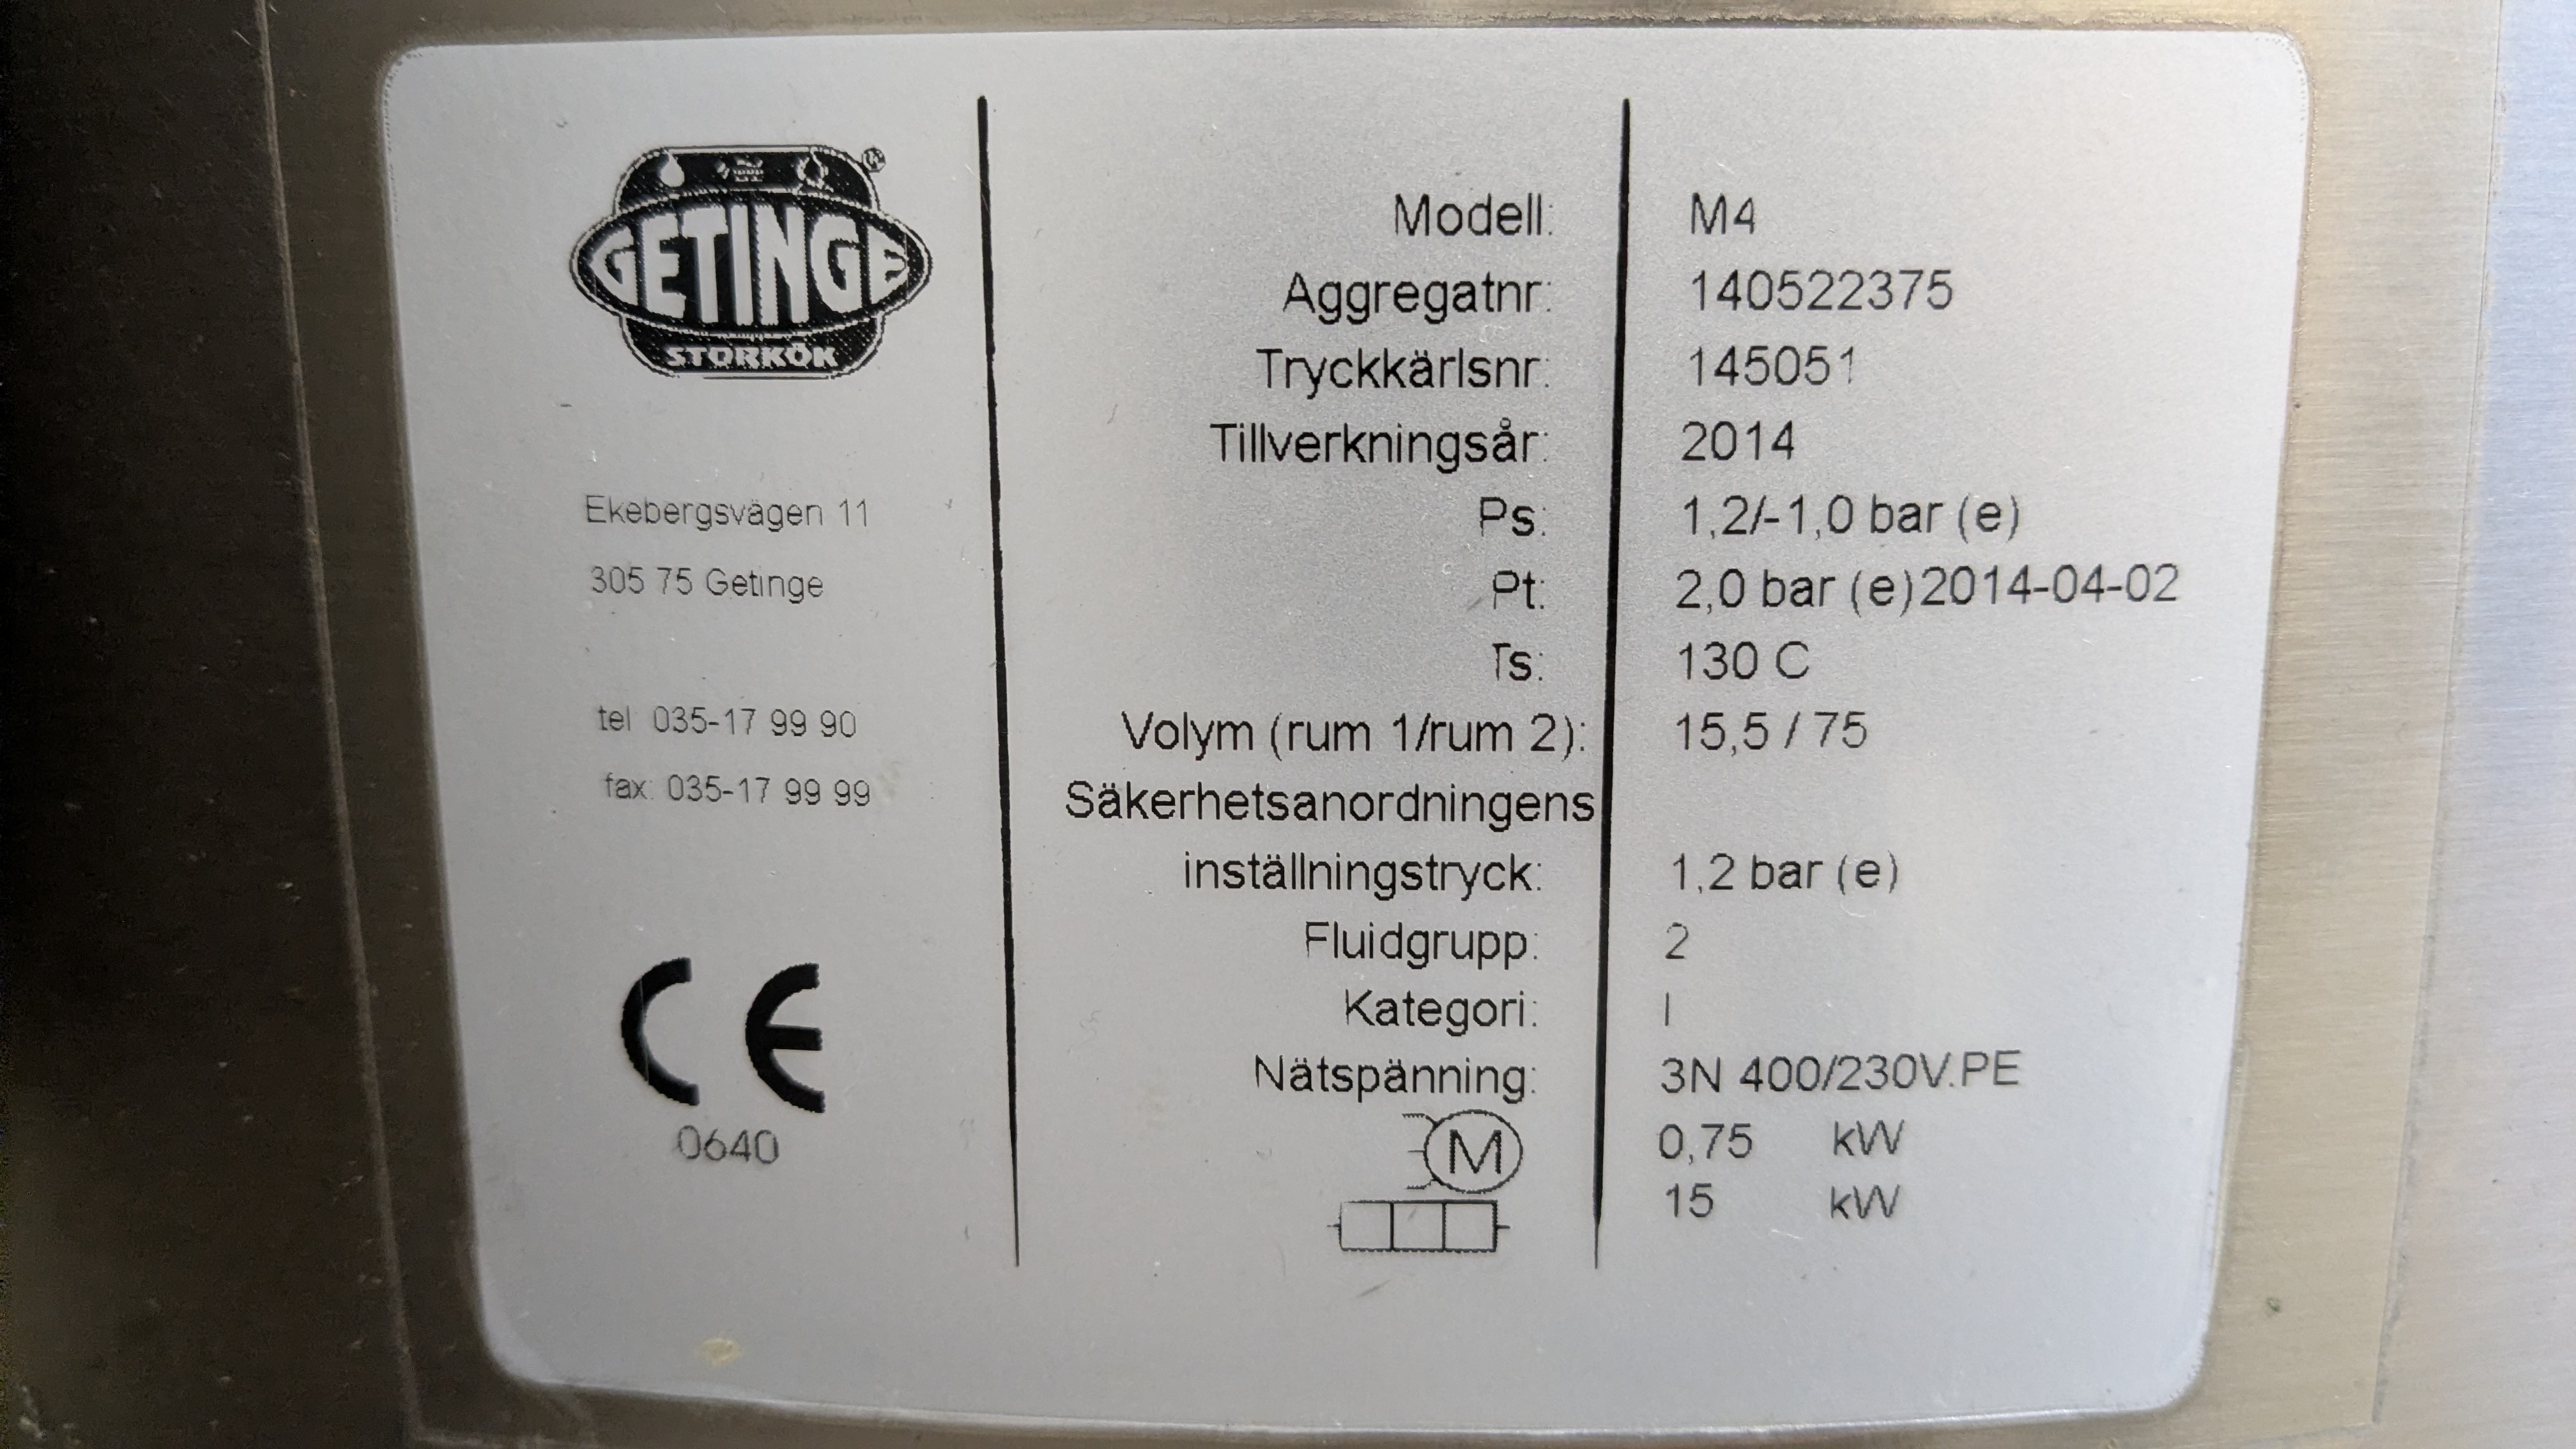 GETINGE
STORKÖK
®
Ekebergsvägen 11
305 75 Getinge
tel 035-17 99 90
fax: 035-17 99 99
CE
0640
Modell: M4
Aggregatnr: 140522375
Tryckkärlsnr: 145051
Tillverkningsår: 2014
Ps: 1,2/-1,0 bar (e)
Pt: 2,0 bar (e)2014-04-02
Ts: 130 C
Volym (rum 1/rum 2): 15,5 / 75
Säkerhetsanordningens
inställningstryck: 1,2 bar (e)
Fluidgrupp: 2
Kategori: I
Nätspänning: 3N 400/230V.PE
M 0,75 kW
15 kW